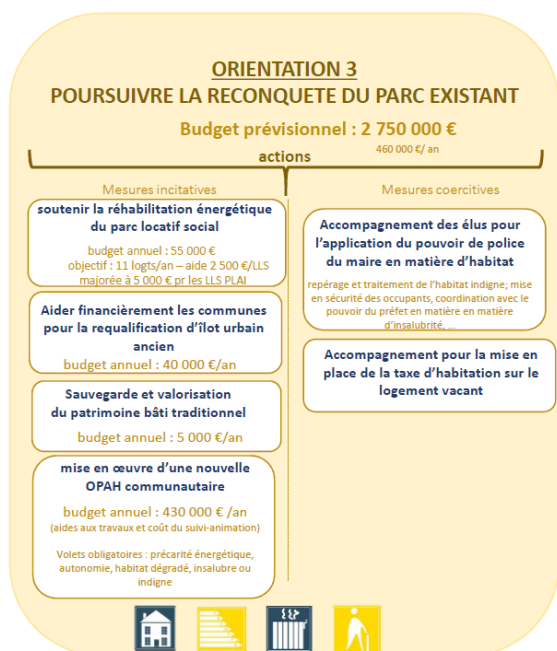 ORIENTATION 3
POURSUIVRE LA RECONQUETE DU PARC EXISTANT
Budget prévisionnel : 2 750 000 €
460 000 €/ an
actions
Mesures incitatives
soutenir la réhabilitation énergétique
du parc locatif social
budget annuel : 55 000 €
objectif : 11 logts/an – aide 2 500 €/LLS
majorée à 5 000 € pr les LLS PLAI
Aider financièrement les communes
pour la requalification d'îlot urbain
ancien
budget annuel : 40 000 €/an
Sauvegarde et valorisation
du patrimoine bâti traditionnel
budget annuel : 5 000 €/an
mise en œuvre d'une nouvelle
OPAH communautaire
budget annuel : 430 000 € /an
(aides aux travaux et coût du suivi-animation)
Volets obligatoires : précarité énergétique,
autonomie, habitat dégradé, insalubre ou
indigne
Mesures coercitives
Accompagnement des élus pour
l'application du pouvoir de police
du maire en matière d'habitat
repérage et traitement de l'habitat indigne; mise
en sécurité des occupants, coordination avec le
pouvoir du préfet en matière en matière
d'insalubrité, ...
Accompagnement pour la mise en
place de la taxe d'habitation sur le
logement vacant